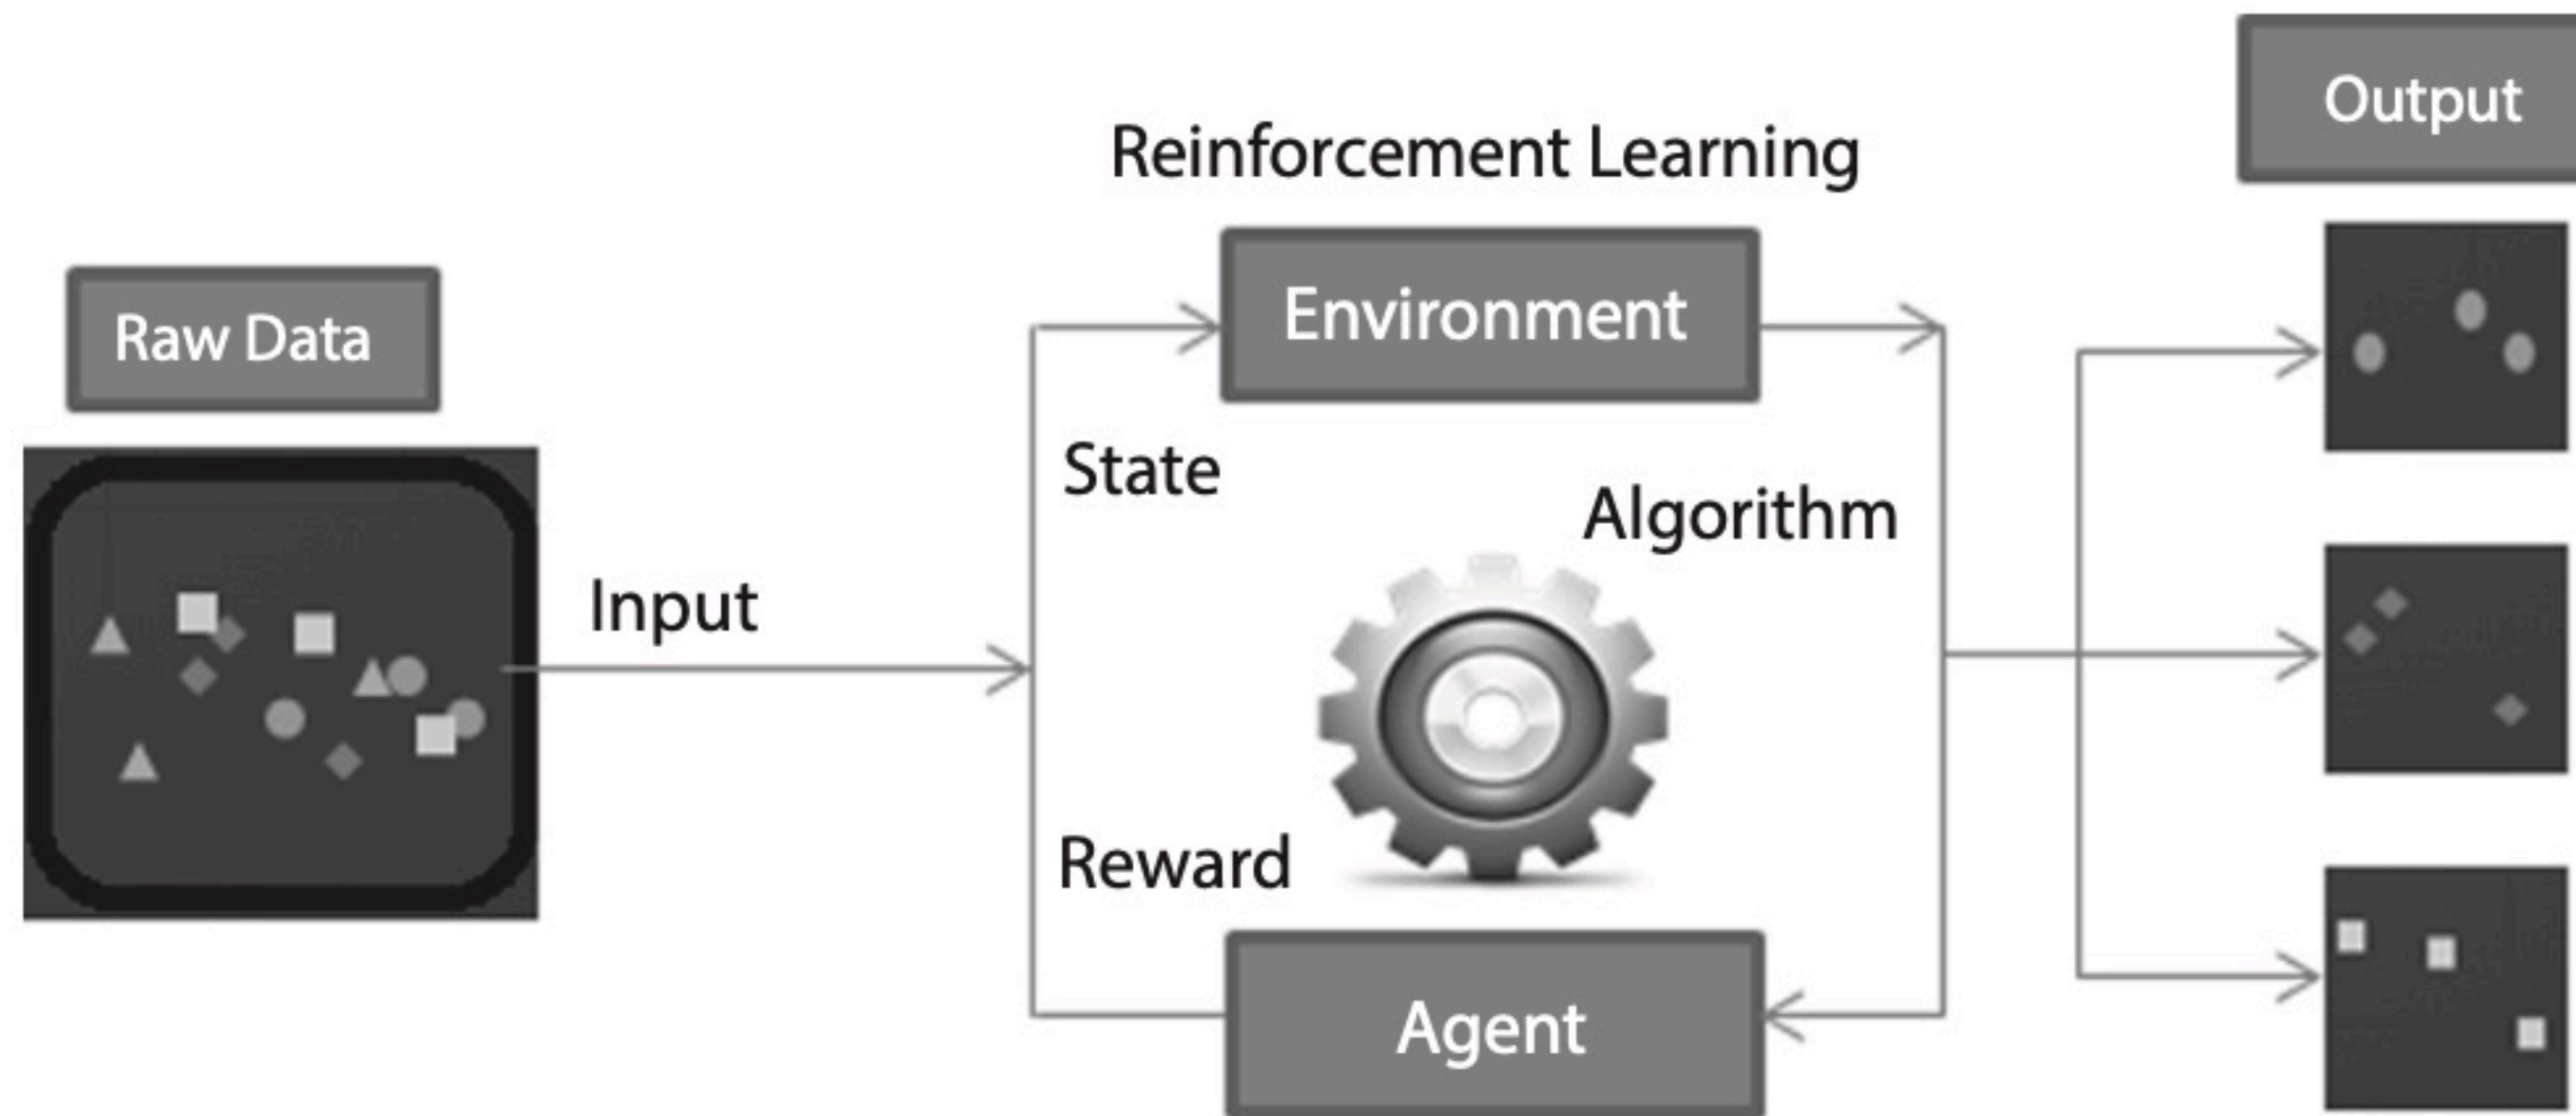 Output
Reinforcement Learning
Raw Data
Environment
State
Algorithm
Input
Reward
Agent